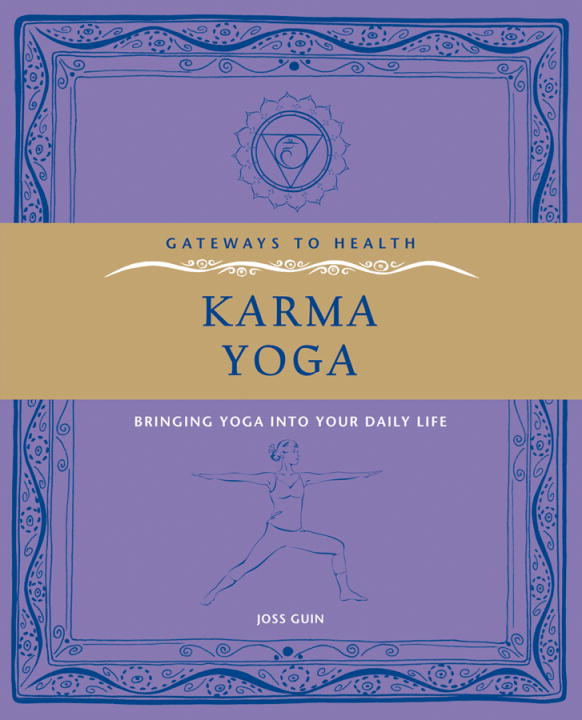 GATEWAYS TO HEALTH
KARMA
YOGA
BRINGING YOGA INTO YOUR DAILY LIFE
JOSS GUIN